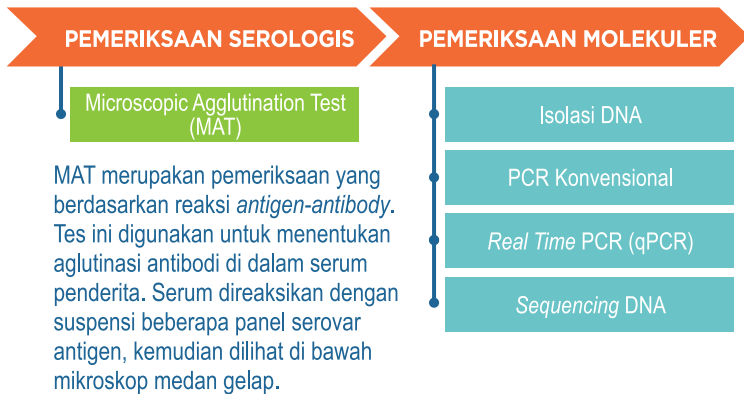 PEMERIKSAAN SEROLOGIS
Microscopic Agglutination Test
(MAT)
MAT merupakan pemeriksaan yang
berdasarkan reaksi antigen-antibody.
Tes ini digunakan untuk menentukan
aglutinasi antibodi di dalam serum
penderita. Serum direaksikan dengan
suspensi beberapa panel serovar
antigen, kemudian dilihat di bawah
mikroskop medan gelap.
PEMERIKSAAN MOLEKULER
Isolasi DNA
PCR Konvensional
Real Time PCR (qPCR)
Sequencing DNA